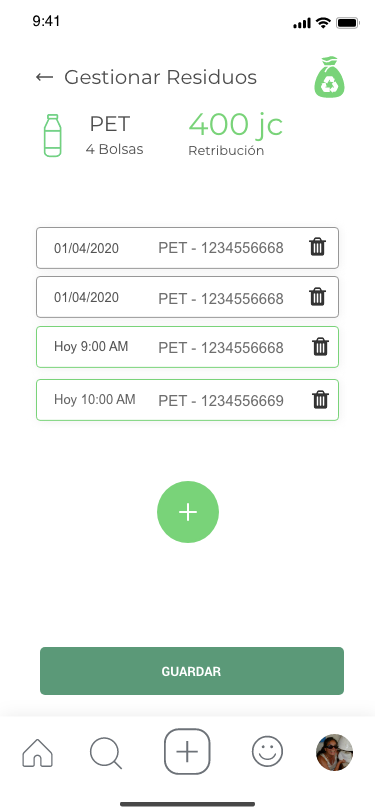 9:41
← Gestionar Residuos
PET
400 jc
4 Bolsas
Retribución
01/04/2020 PET - 1234556668
01/04/2020 PET - 1234556668
Hoy 9:00 AM PET - 1234556668
Hoy 10:00 AM PET - 1234556669
GUARDAR